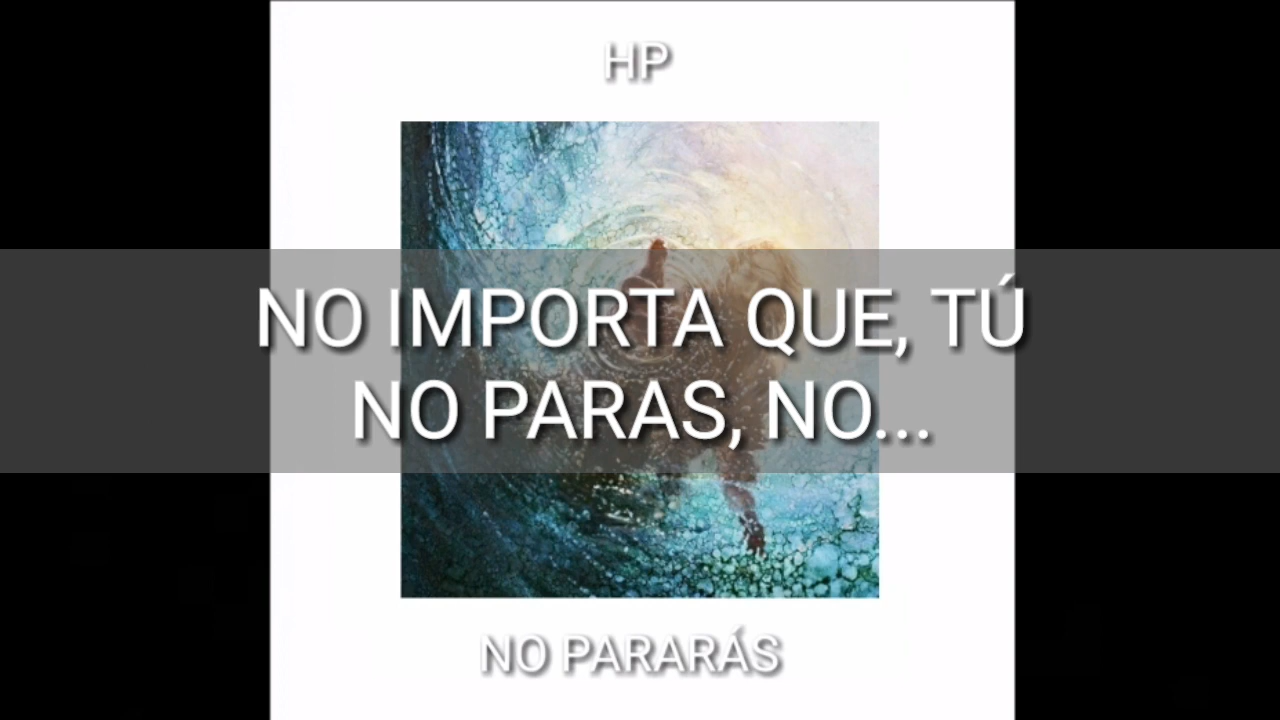 HP
NO IMPORTA QUE, TÚ
NO PARAS, NO...
NO PARARÁS